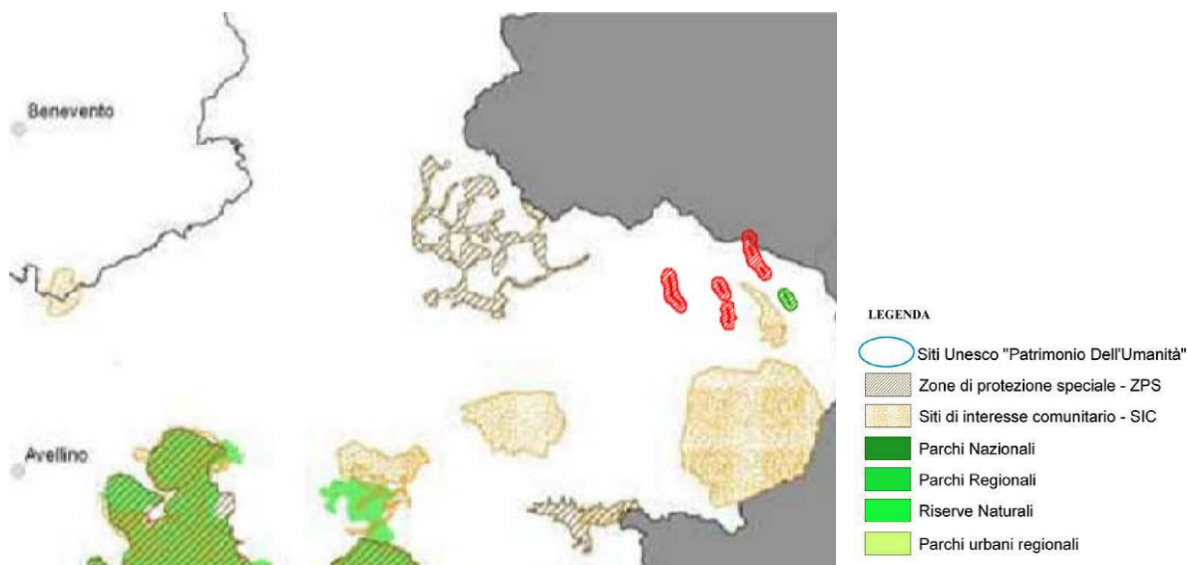 Benevento
Avellino
LEGENDA
Siti Unesco "Patrimonio Dell'Umanità"
Zone di protezione speciale - ZPS
Siti di interesse comunitario - SIC
Parchi Nazionali
Parchi Regionali
Riserve Naturali
Parchi urbani regionali